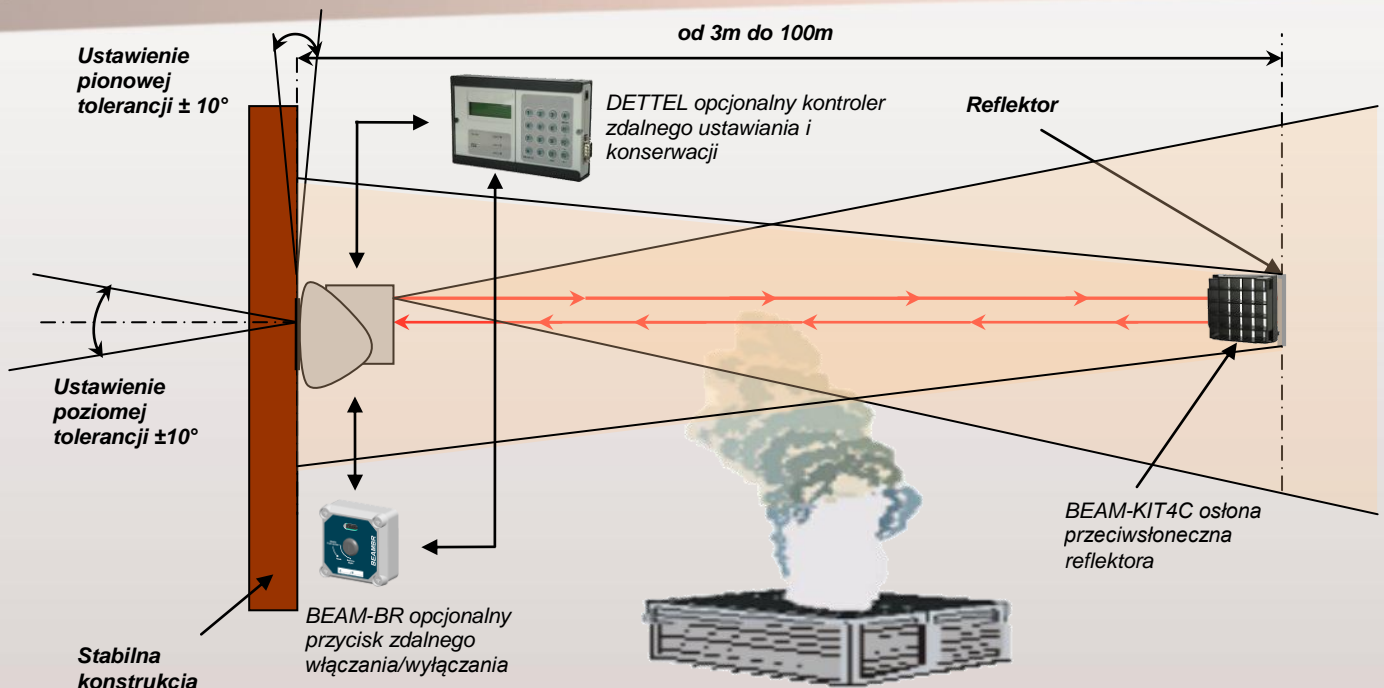 od 3m do 100m
Ustawienie
pionowej
tolerancji ± 10°
DETTEL opcjonalny kontroler
zdalnego ustawiania i
konserwacji
Reflektor
Ustawienie
poziomej
tolerancji ±10°
BEAM-KIT4C osłona
przeciwsłoneczna
reflektora
BEAMBR
BEAM-BR opcjonalny
przycisk zdalnego
włączania/wyłączania
Stabilna
konstrukcja